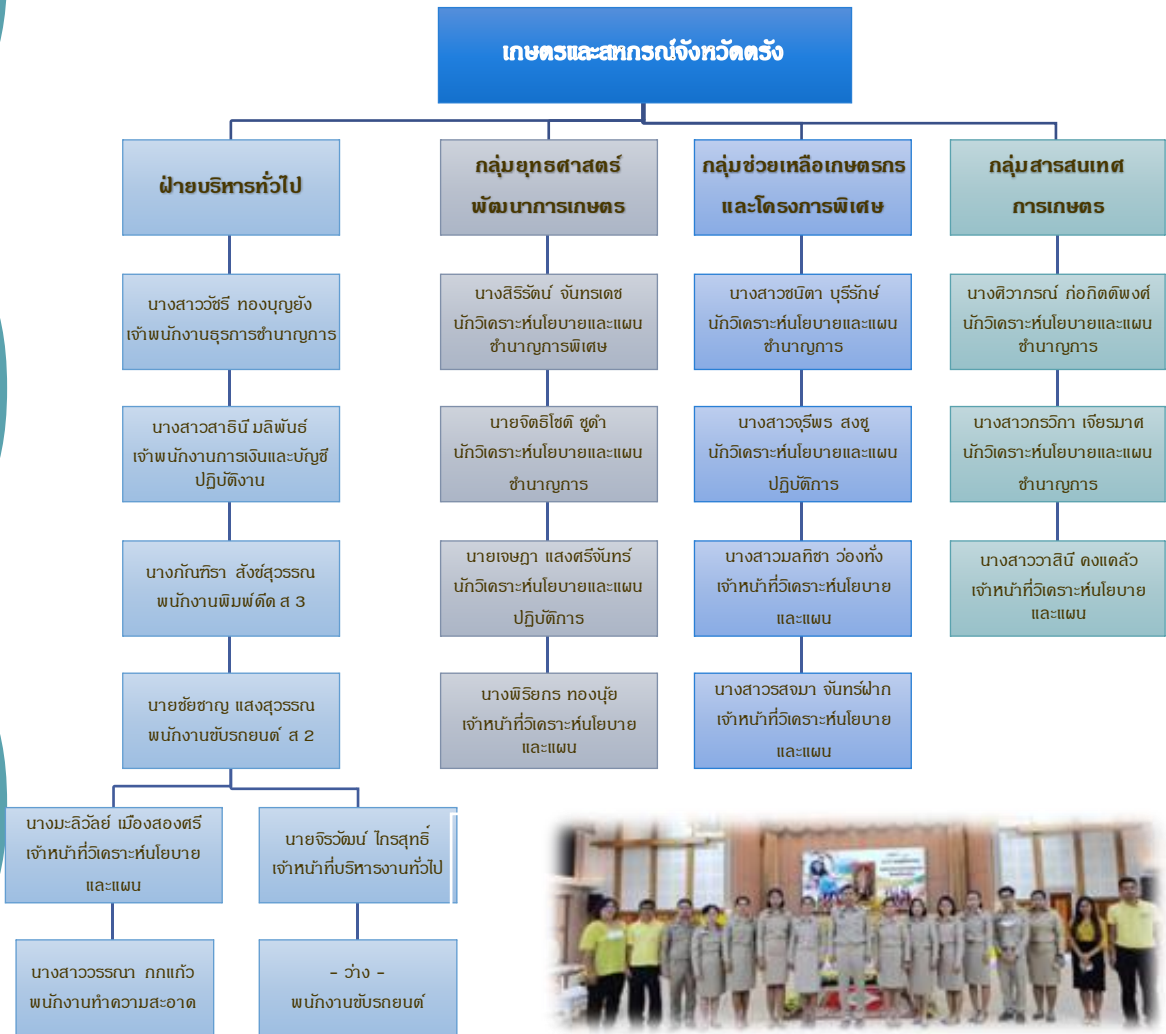 เกษตรและสหกรณ์จังหวัดตรัง
ฝ่ายบริหารทั่วไป
นางสาววัชรี ทองบุญยัง
เจ้าพนักงานธุรการชำนาญการ
นางสาวสาธินี มลิพันธ์
เจ้าพนักงานการเงินและบัญชี
ปฏิบัติงาน
นางภัณฑิรา สังข์สุวรรณ
พนักงานพิมพ์ดีด ส 3
นายชัยชาญ แสงสุวรรณ
พนักงานขับรถยนต์ ส 2
นางมะลิวัลย์ เมืองสองศรี
เจ้าหน้าที่วิเคราะห์นโยบาย
และแผน
นางสาววรรณา กกแก้ว
พนักงานทำความสะอาด
นายจิรวัฒน์ ไกรสุทธิ์
เจ้าหน้าที่บริหารงานทั่วไป
- ว่าง -
พนักงานขับรถยนต์
กลุ่มยุทธศาสตร์
พัฒนาการเกษตร
นางสิริรัตน์ จันทรเดช
นักวิเคราะห์นโยบายและแผน
ชำนาญการพิเศษ
นายจิตธิโชติ ชูดำ
นักวิเคราะห์นโยบายและแผน
ชำนาญการ
นายเจษฎา แสงศรีจันทร์
นักวิเคราะห์นโยบายและแผน
ปฏิบัติการ
นางพิริยกร ทองนุ้ย
เจ้าหน้าที่วิเคราะห์นโยบาย
และแผน
กลุ่มช่วยเหลือเกษตรกร
และโครงการพิเศษ
นางสาวชนิตา บุรีรักษ์
นักวิเคราะห์นโยบายและแผน
ชำนาญการ
นางสาวจุรีพร สงชู
นักวิเคราะห์นโยบายและแผน
ปฏิบัติการ
นางสาวมลทิชา ว่องทั่ง
เจ้าหน้าที่วิเคราะห์นโยบาย
และแผน
นางสาวรสจมา จันทร์ฝาก
เจ้าหน้าที่วิเคราะห์นโยบาย
และแผน
กลุ่มสารสนเทศ
การเกษตร
นางศิวาภรณ์ ก่อกิตติพงศ์
นักวิเคราะห์นโยบายและแผน
ชำนาญการ
นางสาวกรวิกา เจียรมาศ
นักวิเคราะห์นโยบายและแผน
ชำนาญการ
นางสาววาสินี คงแคล้ว
เจ้าหน้าที่วิเคราะห์นโยบาย
และแผน